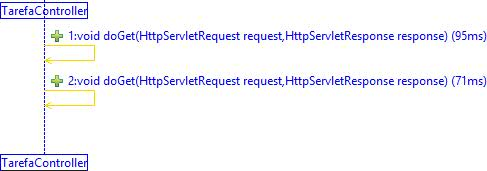 TarefaController
1:void doGet(HttpServletRequest request,HttpServletResponse response) (95ms)
2:void doGet(HttpServletRequest request,HttpServletResponse response) (71ms)
TarefaController